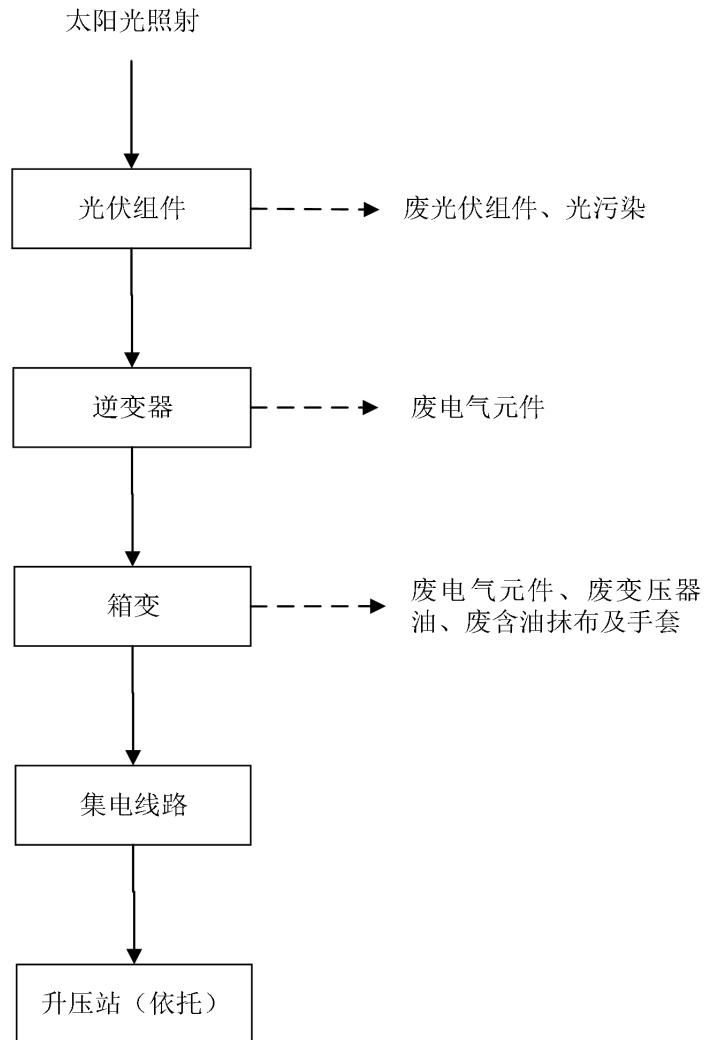 太阳光照射
光伏组件
废光伏组件、光污染
逆变器
废电气元件
箱变
废电气元件、废变压器
油、废含油抹布及手套
集电线路
升压站（依托）